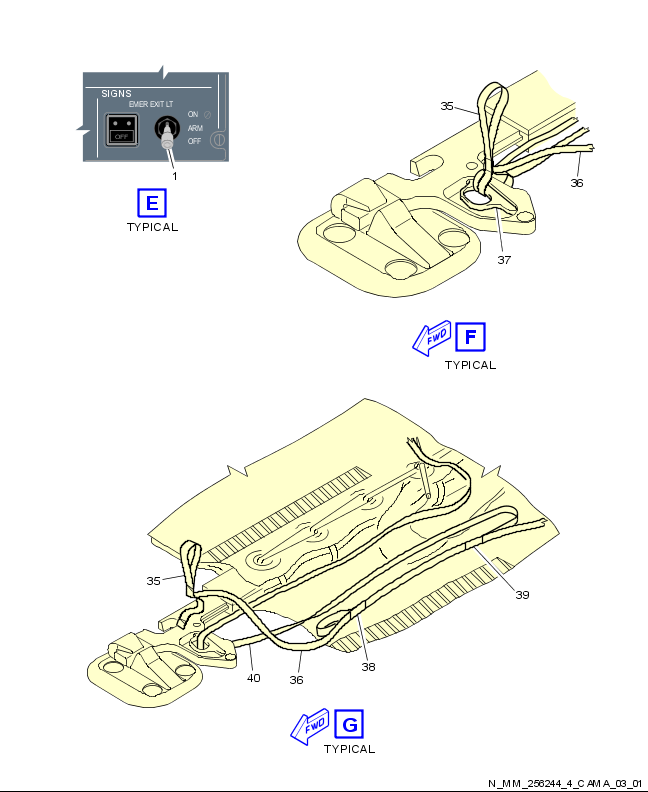 SIGNS
EMER EXIT LT
ON
ARM
OFF
OFF
1
E
TYPICAL
35
36
37
FWD
F
TYPICAL
35
39
38
40
36
FWD
G
TYPICAL
N_MM_256244_4_CAMA_03_01